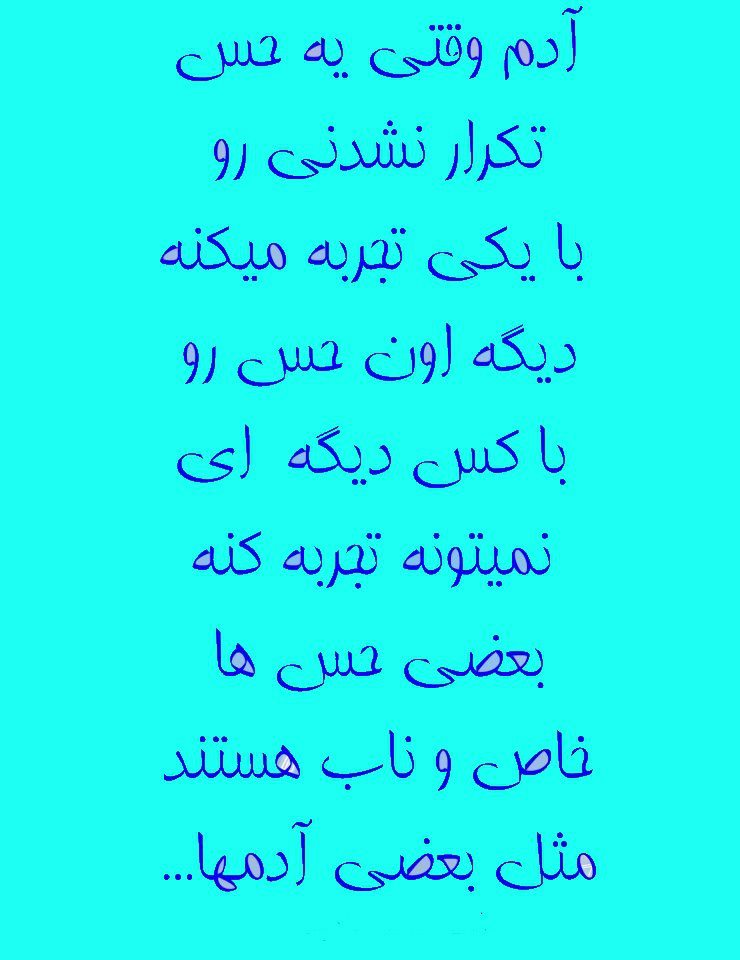 آدم وقتی یه حس
تکرار نشدنی رو
با یکی تجربه میکنه
دیگه اون حس رو
با کس دیگه ای
نمیتونه تجربه کنه
بعضی حس ها
خاص و ناب هستند
مثل بعضی آدمها...